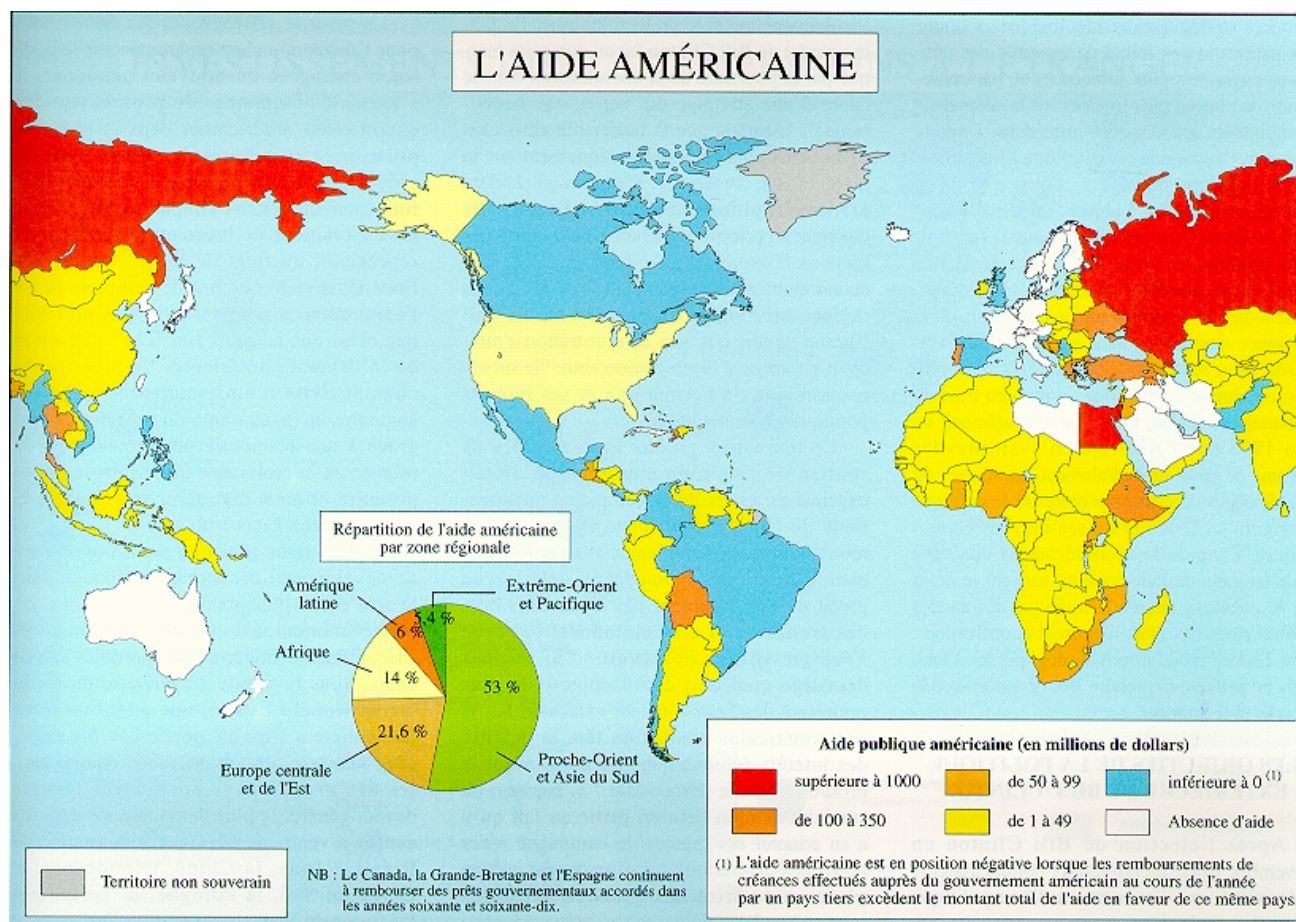 L'AIDE AMÉRICAINE
Répartition de l'aide américaine
par zone régionale
Amérique
latine
Extrême-Orient
et Pacifique
5,4 %
6 %
Afrique
14 %
53 %
21,6 %
Europe centrale
et de l'Est
Proche-Orient
et Asie du Sud
Aide publique américaine (en millions de dollars)
supérieure à 1000
de 50 à 99
inférieure à 0 (1)
de 100 à 350
de 1 à 49
Absence d'aide
(1) L'aide américaine est en position négative lorsque les remboursements de
créances effectués auprès du gouvernement américain au cours de l'année
par un pays tiers excèdent le montant total de l'aide en faveur de ce même pays
Territoire non souverain
NB : Le Canada, la Grande-Bretagne et l'Espagne continuent
à rembourser des prêts gouvernementaux accordés dans
les années soixante et soixante-dix.